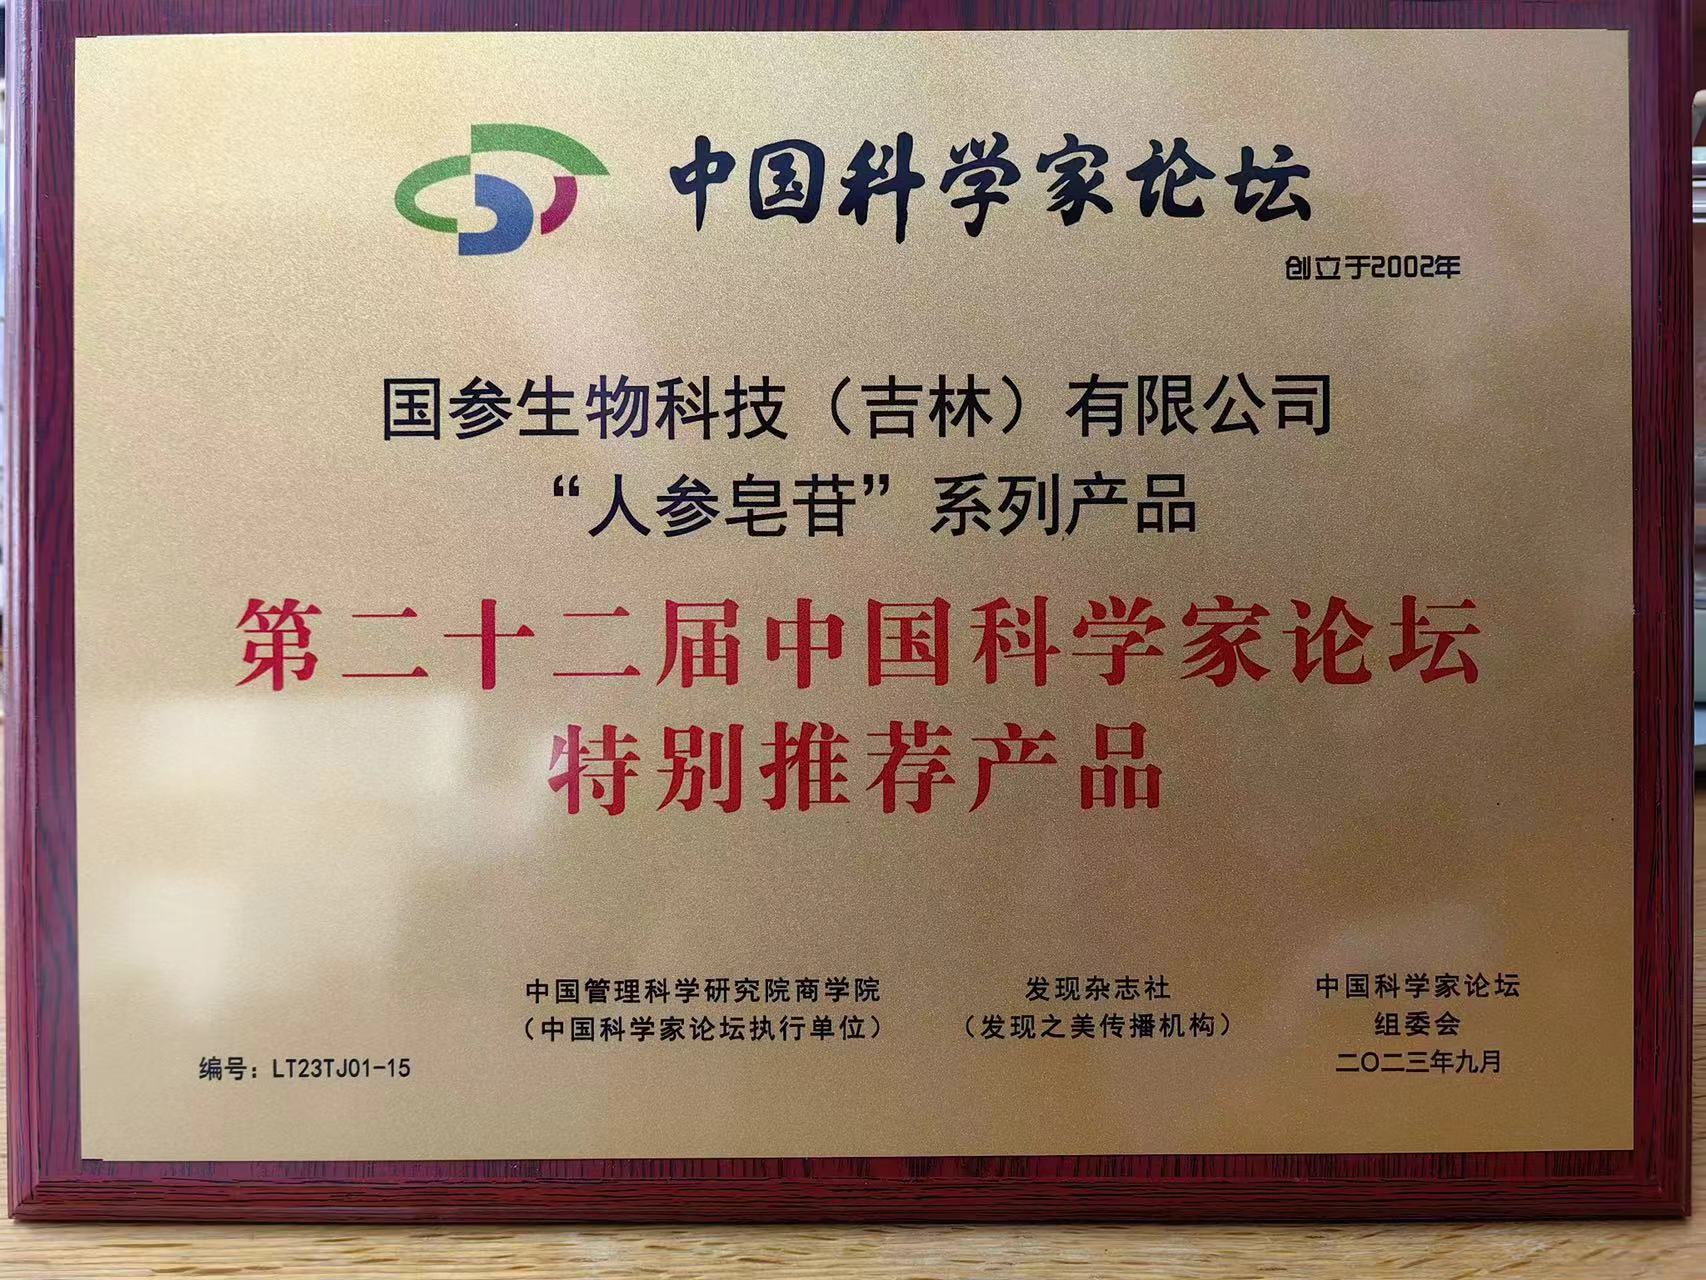 中国科学家论坛
创立于2002年
国参生物科技（吉林）有限公司
“人参皂苷”系列产品
第二十二届中国科学家论坛
特别推荐产品
中国管理科学研究院商学院
（中国科学家论坛执行单位）
发现杂志社
（发现之美传播机构）
中国科学家论坛
组委会
二〇二三年九月
编号：LT23TJ01-15